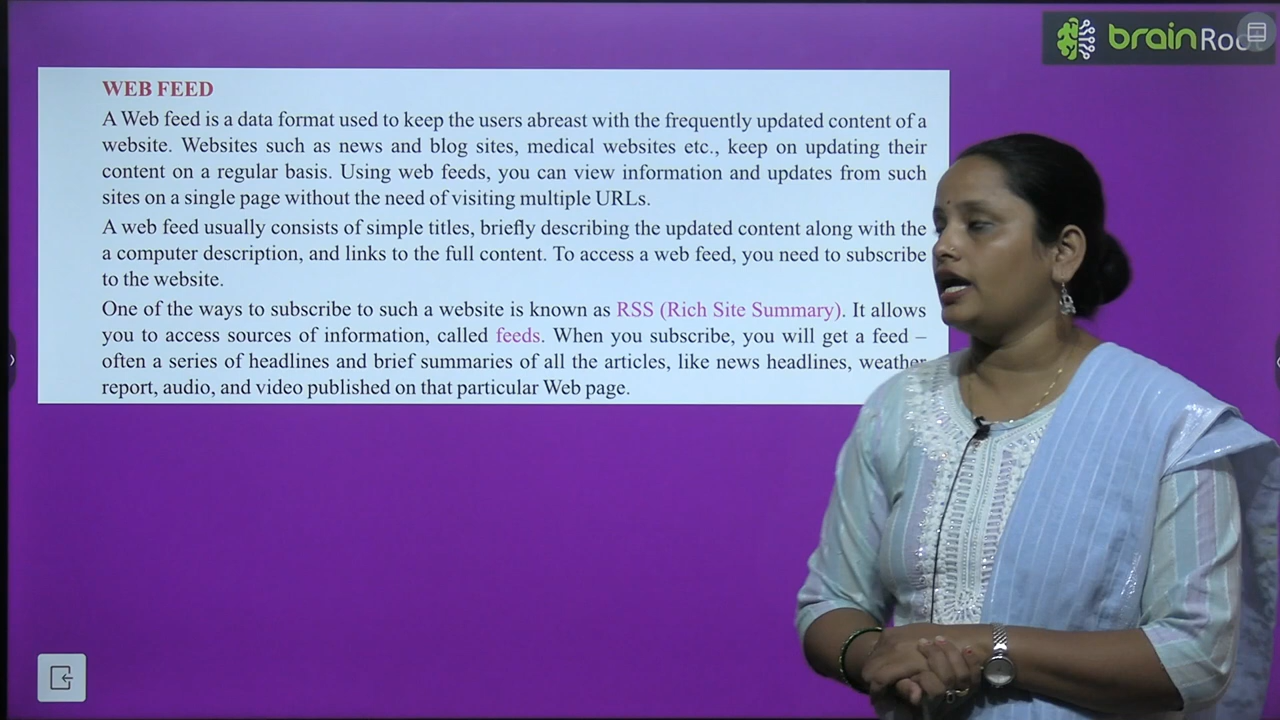 brainRoot
WEB FEED
A Web feed is a data format used to keep the users abreast with the frequently updated content of a
website. Websites such as news and blog sites, medical websites etc., keep on updating their
content on a regular basis. Using web feeds, you can view information and updates from such
sites on a single page without the need of visiting multiple URLs.
A web feed usually consists of simple titles, briefly describing the updated content along with the
a computer description, and links to the full content. To access a web feed, you need to subscribe
to the website.
One of the ways to subscribe to such a website is known as RSS (Rich Site Summary). It allows
you to access sources of information, called feeds. When you subscribe, you will get a feed –
often a series of headlines and brief summaries of all the articles, like news headlines, weather
report, audio, and video published on that particular Web page.